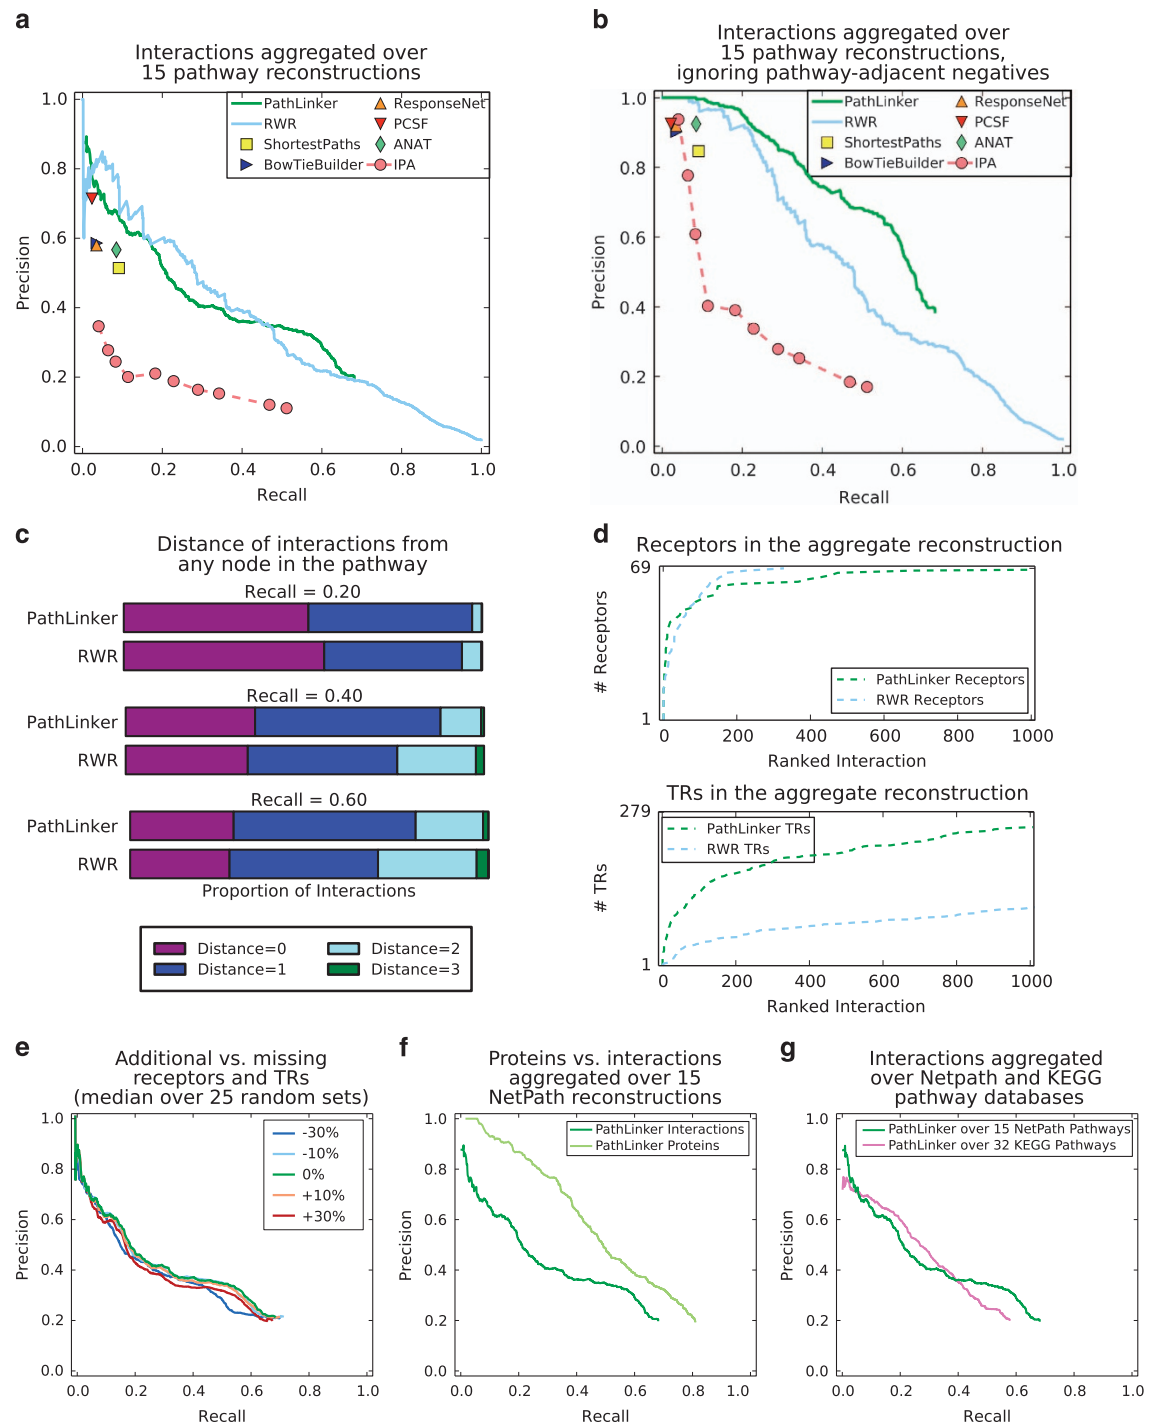 a
Interactions aggregated over
15 pathway reconstructions
PathLinker
RWR
ShortestPaths
BowTieBuilder
ResponseNet
PCSF
ANAT
IPA
Precision
1.0
0.8
0.6
0.4
0.2
0.0
0.0 0.2 0.4 0.6 0.8 1.0
Recall
b
Interactions aggregated over
15 pathway reconstructions,
ignoring pathway-adjacent negatives
PathLinker
RWR
ShortestPaths
BowTieBuilder
ResponseNet
PCSF
ANAT
IPA
Precision
1.0
0.8
0.6
0.4
0.2
0.0
0.0 0.2 0.4 0.6 0.8 1.0
Recall
c
Distance of interactions from
any node in the pathway
Recall = 0.20
PathLinker
RWR
Recall = 0.40
PathLinker
RWR
Recall = 0.60
PathLinker
RWR
Proportion of Interactions
Distance=0
Distance=1
Distance=2
Distance=3
d
Receptors in the aggregate reconstruction
69
1
# Receptors
PathLinker Receptors
RWR Receptors
0 200 400 600 800 1000
Ranked Interaction
TRs in the aggregate reconstruction
279
1
# TRs
PathLinker TRs
RWR TRs
0 200 400 600 800 1000
Ranked Interaction
e
Additional vs. missing
receptors and TRs
(median over 25 random sets)
-30%
-10%
0%
+10%
+30%
Precision
1.0
0.8
0.6
0.4
0.2
0.0
0.0 0.2 0.4 0.6 0.8 1.0
Recall
f
Proteins vs. interactions
aggregated over 15
NetPath reconstructions
PathLinker Interactions
PathLinker Proteins
Precision
1.0
0.8
0.6
0.4
0.2
0.0
0.0 0.2 0.4 0.6 0.8 1.0
Recall
g
Interactions aggregated
over Netpath and KEGG
pathway databases
PathLinker over 15 NetPath Pathways
PathLinker over 32 KEGG Pathways
Precision
1.0
0.8
0.6
0.4
0.2
0.0
0.0 0.2 0.4 0.6 0.8 1.0
Recall